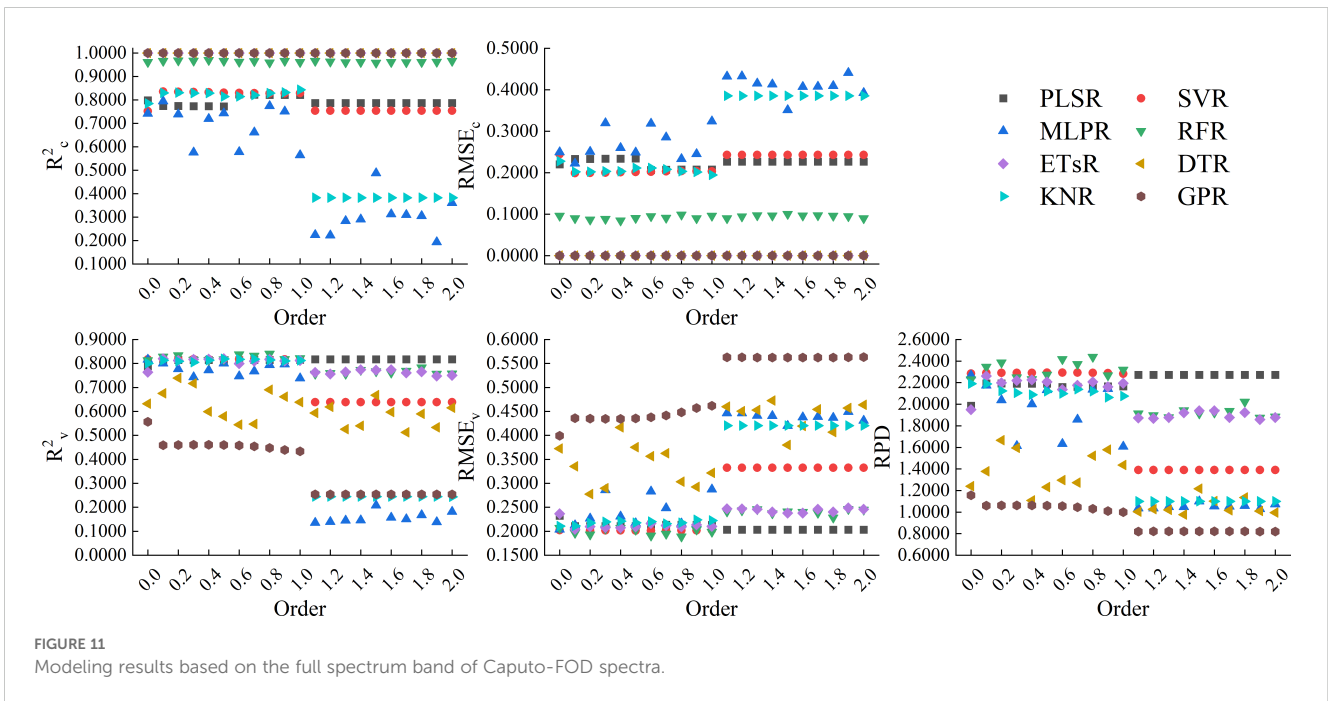 R²c
1.0000
0.9000
0.8000
0.7000
0.6000
0.5000
0.4000
0.3000
0.2000
0.1000
0.0 0.2 0.4 0.6 0.8 1.0 1.2 1.4 1.6 1.8 2.0
Order
RMSEc
0.5000
0.4000
0.3000
0.2000
0.1000
0.0000
0.0 0.2 0.4 0.6 0.8 1.0 1.2 1.4 1.6 1.8 2.0
Order
PLSR SVR
MLPR RFR
ETsR DTR
KNR GPR
R²v
0.9000
0.8000
0.7000
0.6000
0.5000
0.4000
0.3000
0.2000
0.1000
0.0000
0.0 0.2 0.4 0.6 0.8 1.0 1.2 1.4 1.6 1.8 2.0
Order
RMSEv
0.6000
0.5500
0.5000
0.4500
0.4000
0.3500
0.3000
0.2500
0.2000
0.1500
0.0 0.2 0.4 0.6 0.8 1.0 1.2 1.4 1.6 1.8 2.0
Order
RPD
2.6000
2.4000
2.2000
2.0000
1.8000
1.6000
1.4000
1.2000
1.0000
0.8000
0.6000
0.0 0.2 0.4 0.6 0.8 1.0 1.2 1.4 1.6 1.8 2.0
Order
FIGURE 11
Modeling results based on the full spectrum band of Caputo-FOD spectra.